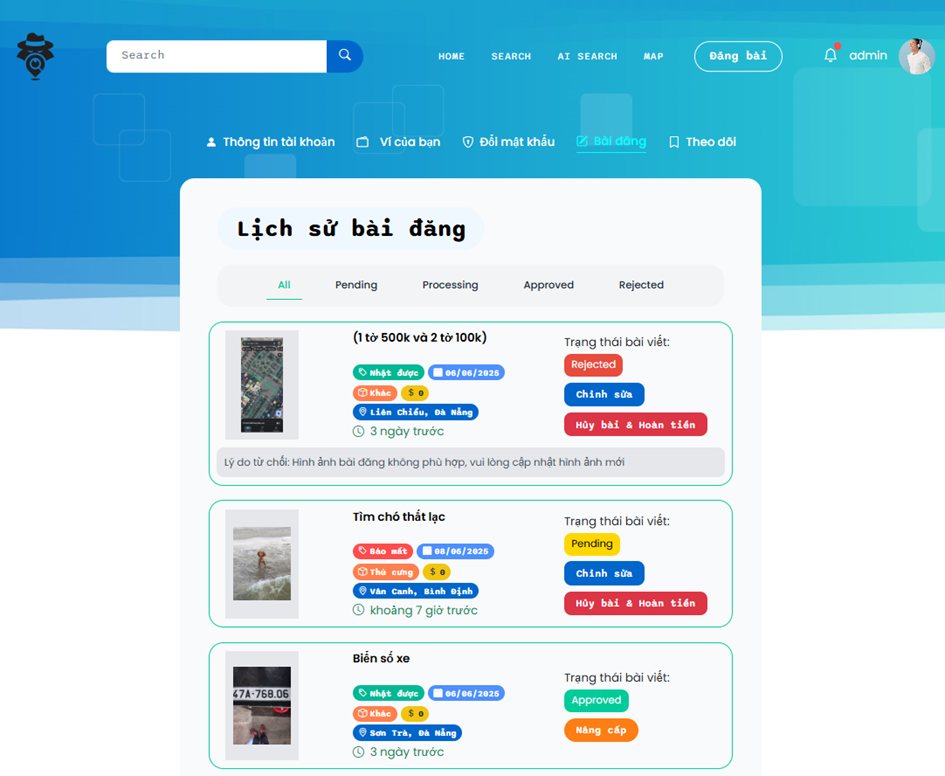 Search
HOME SEARCH AI SEARCH MAP Đăng bài admin
Thông tin tài khoản Ví của bạn Đổi mật khẩu Bài đăng Theo dõi
Lịch sử bài đăng
All Pending Processing Approved Rejected
(1 tờ 500k và 2 tờ 100k)
Nhặt được 06/06/2025
Khác $ 0
Liên Chiểu, Đà Nẵng
3 ngày trước
Trạng thái bài viết:
Rejected
Chỉnh sửa
Hủy bài & Hoàn tiền
Lý do từ chối: Hình ảnh bài đăng không phù hợp, vui lòng cập nhật hình ảnh mới
Tìm chó thất lạc
Báo mất 08/06/2025
Thú cưng $ 0
Vân Canh, Bình Định
khoảng 7 giờ trước
Trạng thái bài viết:
Pending
Chỉnh sửa
Hủy bài & Hoàn tiền
Biển số xe
47A-768.06
Nhặt được 06/06/2025
Khác $ 0
Sơn Trà, Đà Nẵng
3 ngày trước
Trạng thái bài viết:
Approved
Nâng cấp